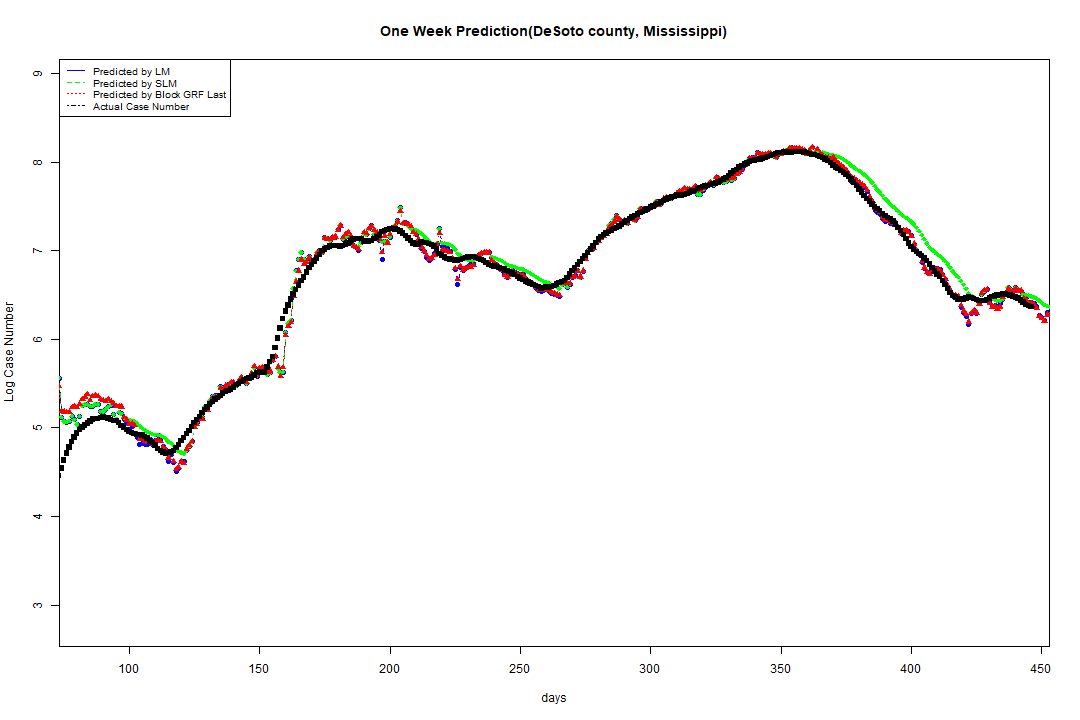 One Week Prediction(DeSoto county, Mississippi)
Predicted by LM
Predicted by SLM
Predicted by Block GRF Last
Actual Case Number
9
8
7
6
5
4
3
Log Case Number
100 150 200 250 300 350 400 450
days